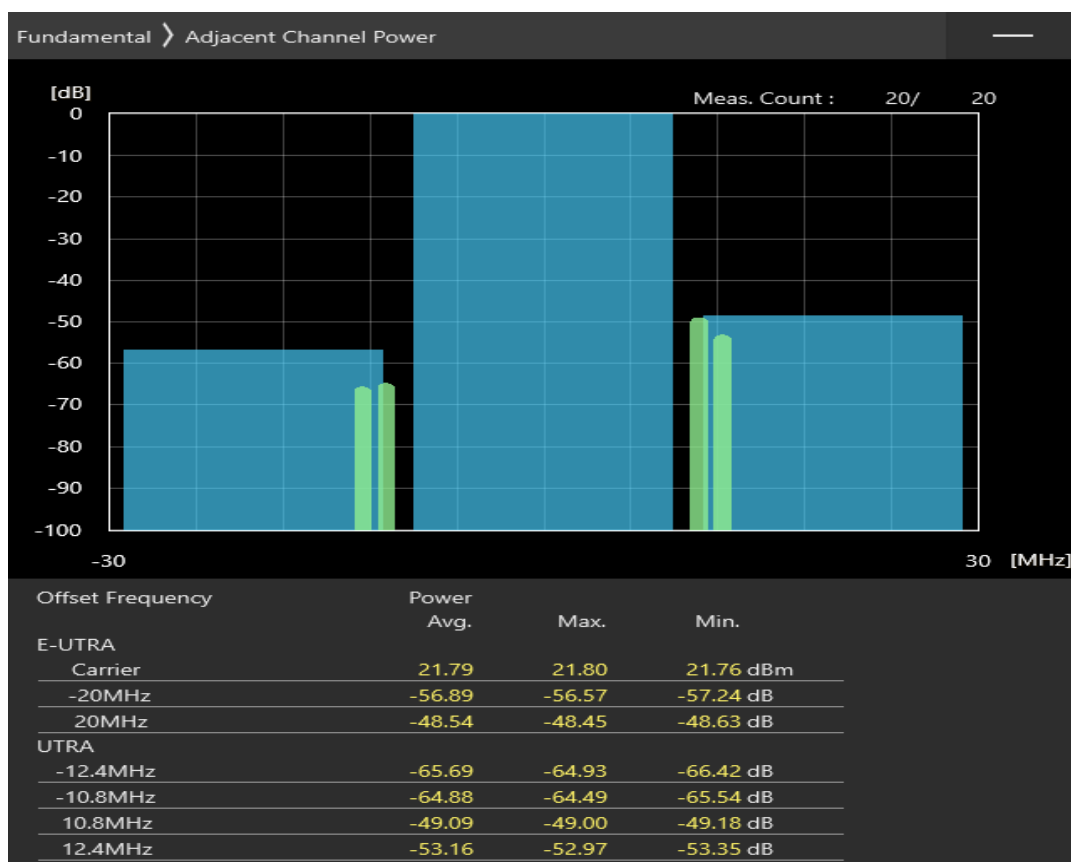 Fundamental ❯ Adjacent Channel Power
[dB]
Meas. Count : 20/ 20
0
-10
-20
-30
-40
-50
-60
-70
-80
-90
-100
-30 30 [MHz]
Offset Frequency Power
Avg. Max. Min.
E-UTRA
Carrier 21.79 21.80 21.76 dBm
-20MHz -56.89 -56.57 -57.24 dB
20MHz -48.54 -48.45 -48.63 dB
UTRA
-12.4MHz -65.69 -64.93 -66.42 dB
-10.8MHz -64.88 -64.49 -65.54 dB
10.8MHz -49.09 -49.00 -49.18 dB
12.4MHz -53.16 -52.97 -53.35 dB